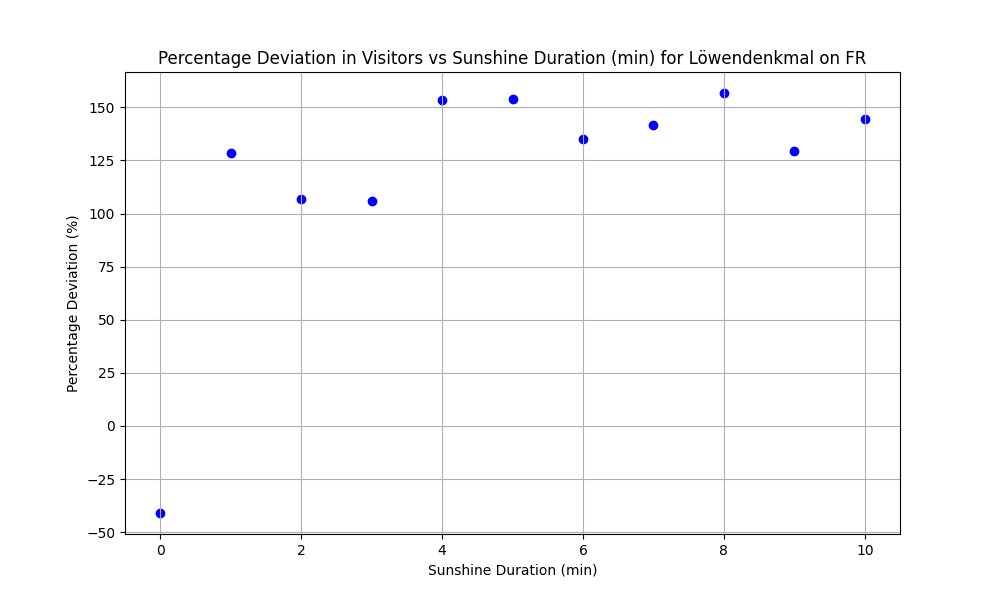 Percentage Deviation in Visitors vs Sunshine Duration (min) for Löwendenkmal on FR
Percentage Deviation (%)
150
125
100
75
50
25
0
−25
−50
0 2 4 6 8 10
Sunshine Duration (min)